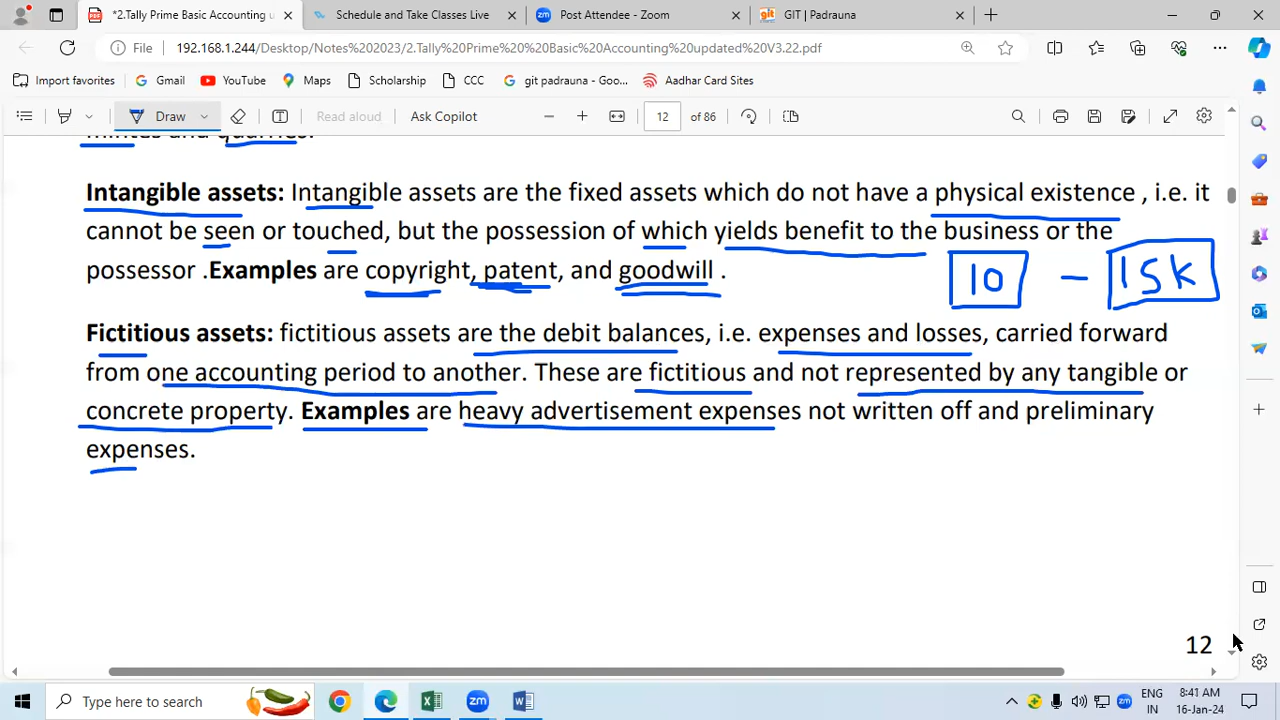 *2.Tally Prime Basic Accounting u
Schedule and Take Classes Live
Post Attendee - Zoom
GIT | Padrauna
File
192.168.1.244/Desktop/Notes%202023/2.Tally%20Prime%20%20Basic%20Accounting%20updated%20V3.22.pdf
Import favorites
Gmail
YouTube
Maps
Scholarship
CCC
git padrauna - Goo...
Aadhar Card Sites
Draw
Read aloud
Ask Copilot
12 of 86
and quarries.
Intangible assets: Intangible assets are the fixed assets which do not have a physical existence , i.e. it
cannot be seen or touched, but the possession of which yields benefit to the business or the
possessor .Examples are copyright, patent, and goodwill .
10 - 15K
Fictitious assets: fictitious assets are the debit balances, i.e. expenses and losses, carried forward
from one accounting period to another. These are fictitious and not represented by any tangible or
concrete property. Examples are heavy advertisement expenses not written off and preliminary
expenses.
12
Type here to search
ENG
IN
8:41 AM
16-Jan-24